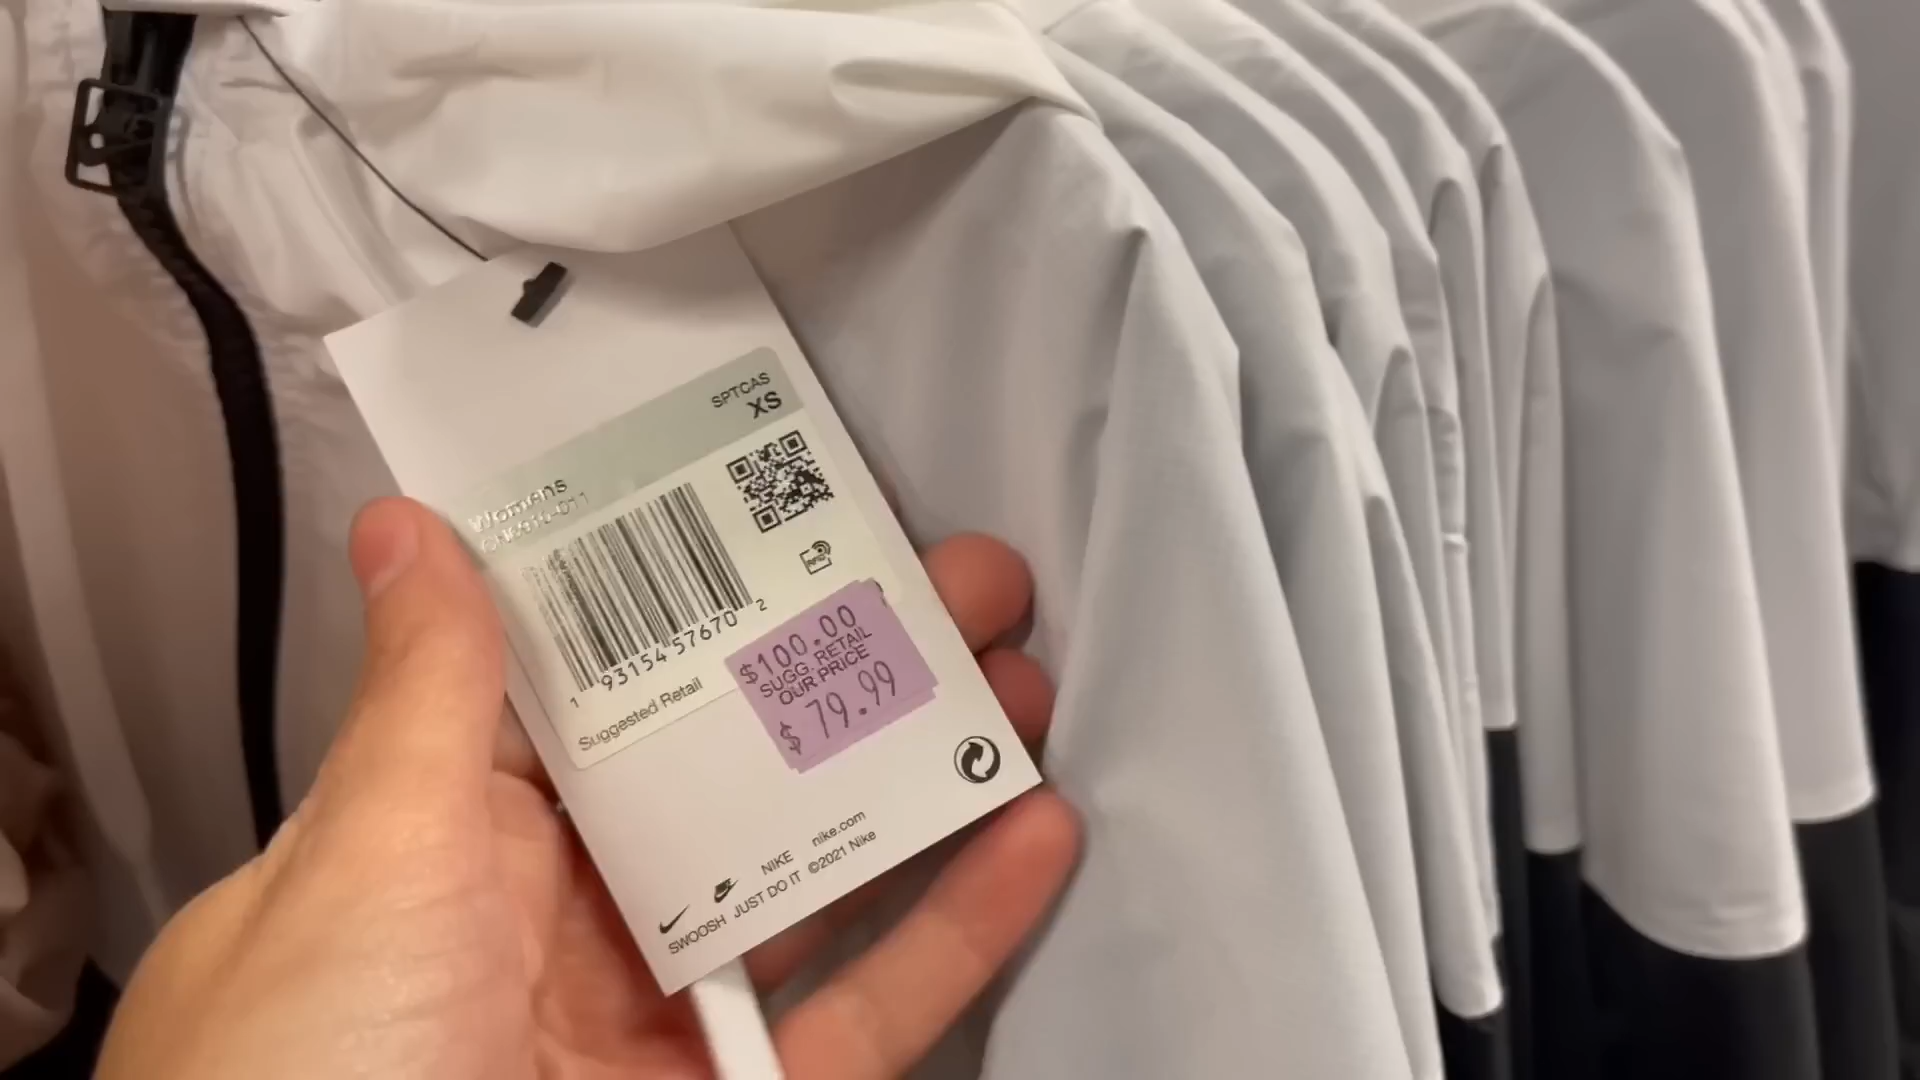 SPTCAS
XS
Womens
1 93154 57670 2
Suggested Retail
$100.00
SUGG. RETAIL
OUR PRICE
$ 79.99
NIKE nike.com
SWOOSH JUST DO IT ©2021 Nike